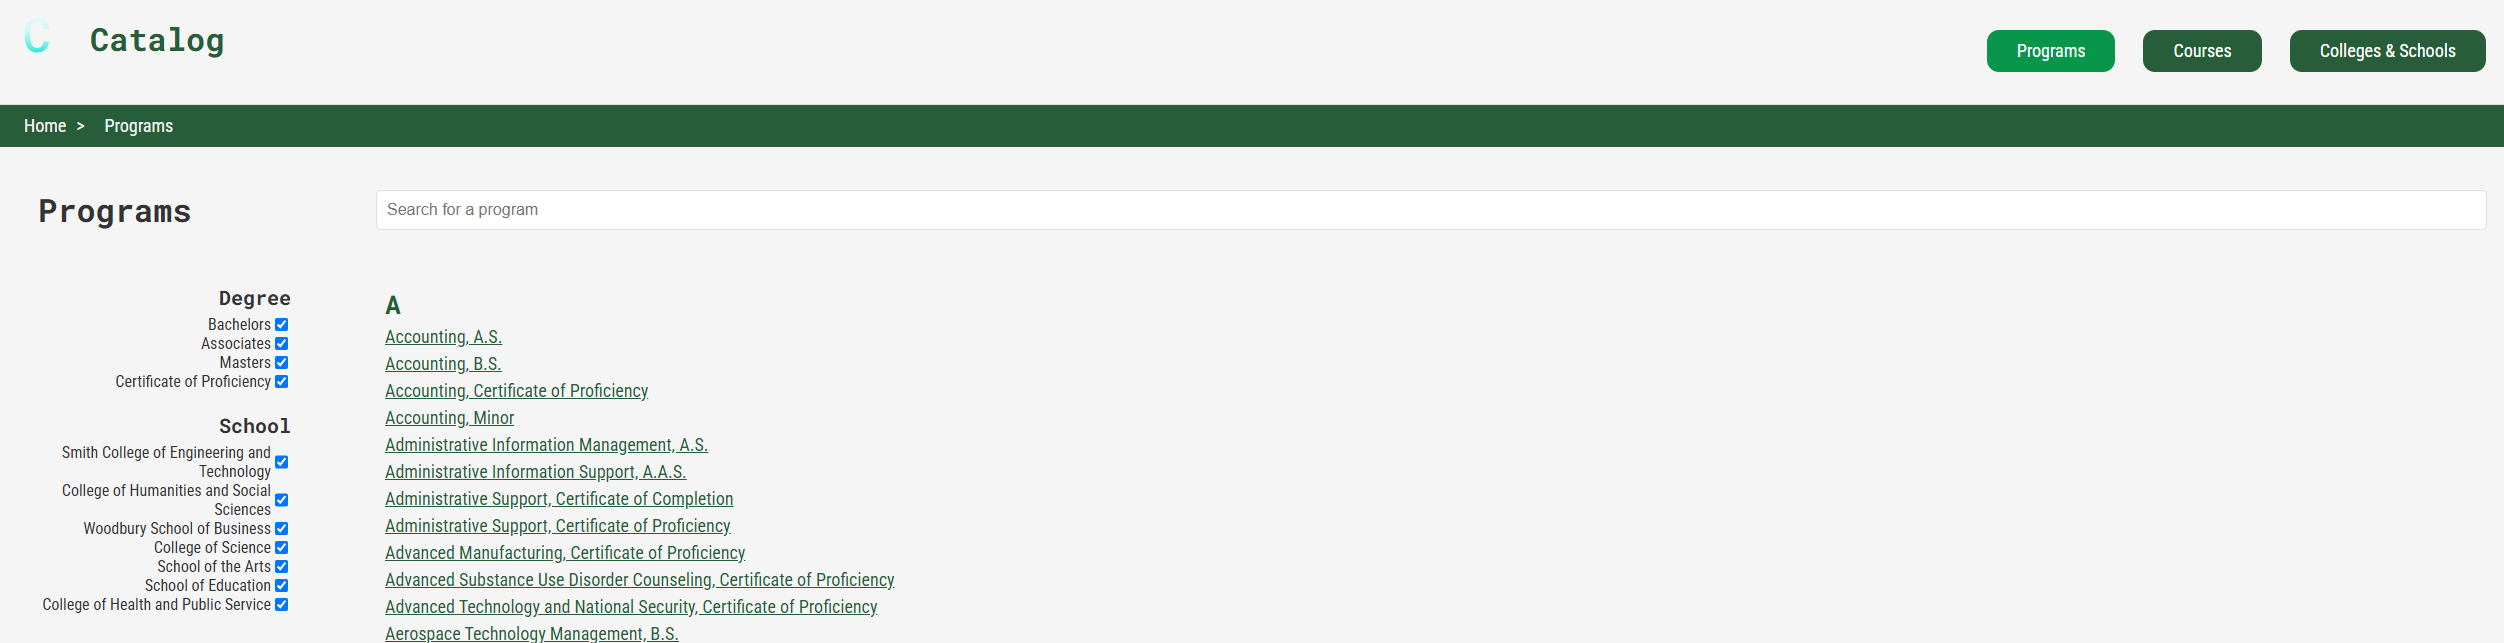 C Catalog
Programs Courses Colleges & Schools
Home > Programs
Programs
Search for a program
Degree
Bachelors
Associates
Masters
Certificate of Proficiency
School
Smith College of Engineering and
Technology
College of Humanities and Social
Sciences
Woodbury School of Business
College of Science
School of the Arts
School of Education
College of Health and Public Service
A
Accounting, A.S.
Accounting, B.S.
Accounting, Certificate of Proficiency
Accounting, Minor
Administrative Information Management, A.S.
Administrative Information Support, A.A.S.
Administrative Support, Certificate of Completion
Administrative Support, Certificate of Proficiency
Advanced Manufacturing, Certificate of Proficiency
Advanced Substance Use Disorder Counseling, Certificate of Proficiency
Advanced Technology and National Security, Certificate of Proficiency
Aerospace Technology Management, B.S.